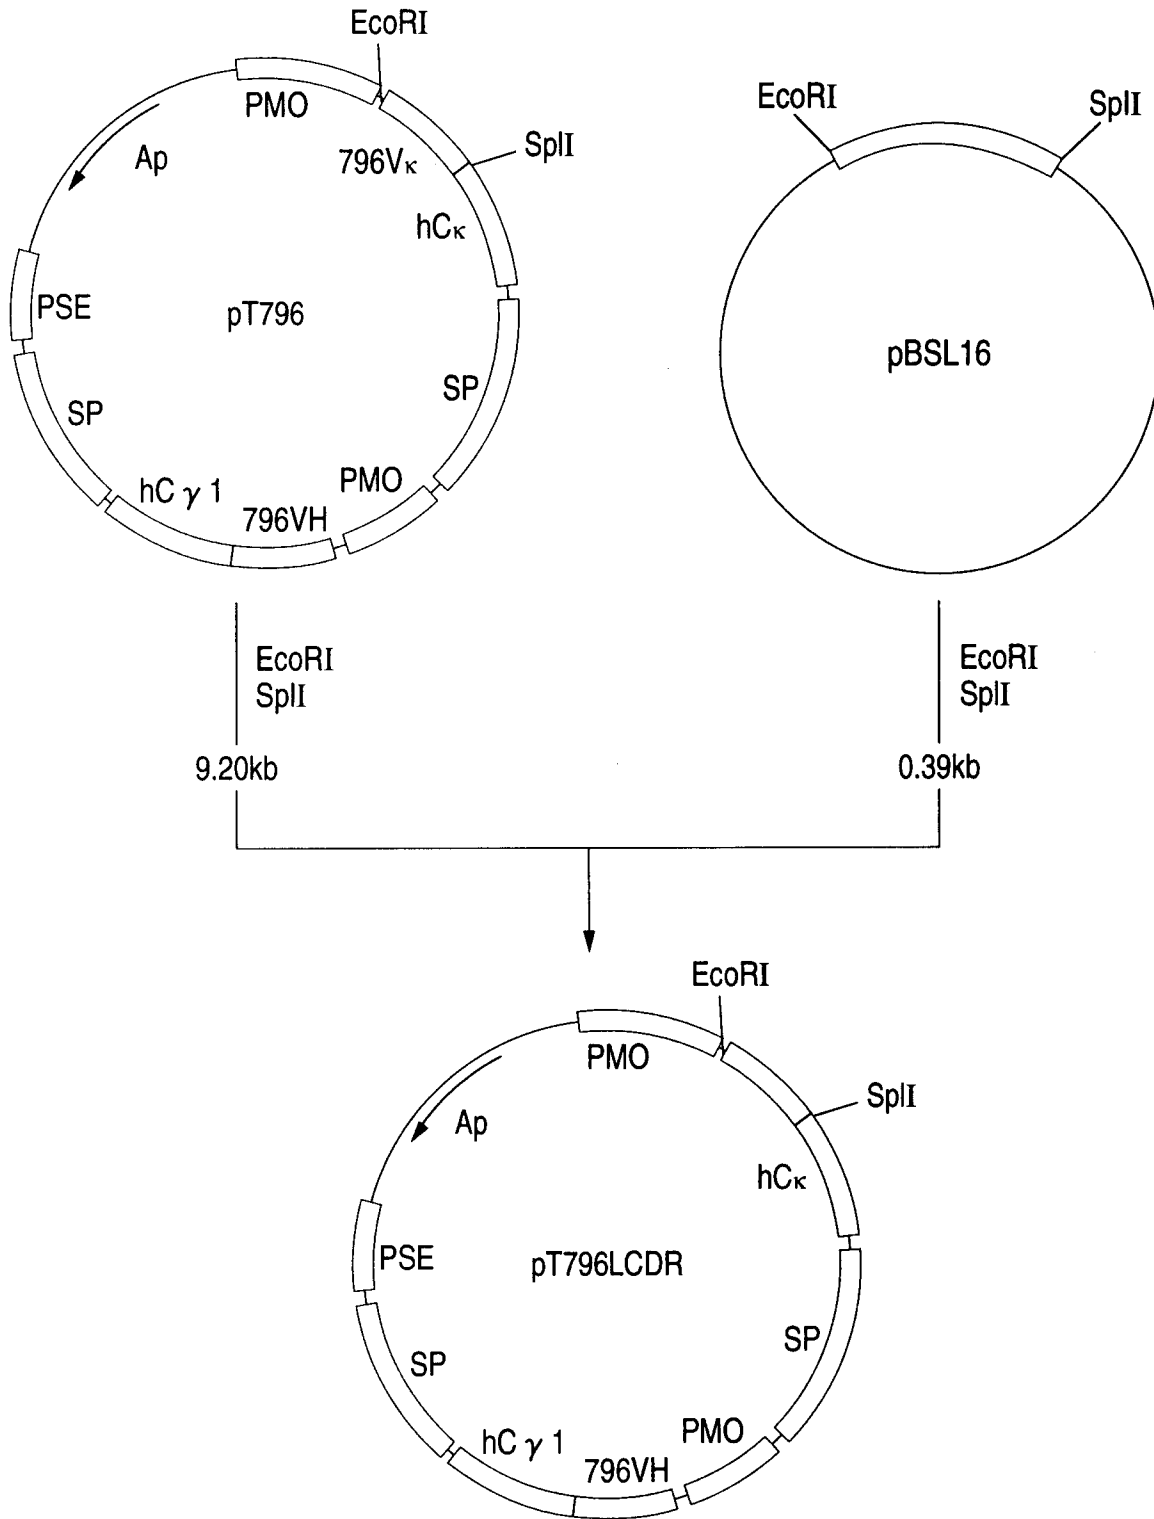 EcoRI
PMO
Ap
796Vκ
SplI
hCκ
PSE
pT796
SP
SP
PMO
hC γ 1
796VH
EcoRI
SplI
pBSL16
EcoRI
SplI
9.20kb
EcoRI
SplI
0.39kb
EcoRI
PMO
SplI
Ap
hCκ
PSE
pT796LCDR
SP
SP
PMO
hC γ 1
796VH